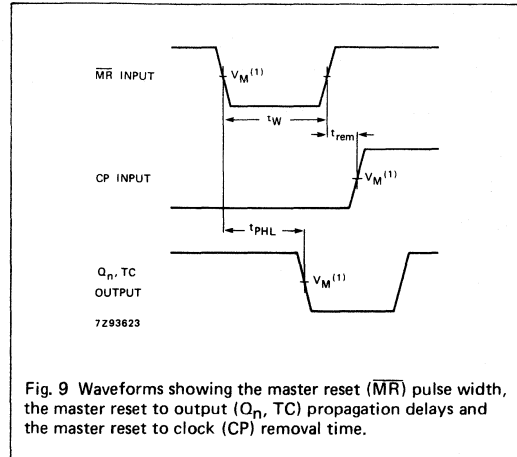 MR INPUT
VM(1)
tW
trem
CP INPUT
VM(1)
tPHL
Qn, TC
OUTPUT
VM(1)
7Z93623
Fig. 9 Waveforms showing the master reset (MR) pulse width,
the master reset to output (Qn, TC) propagation delays and
the master reset to clock (CP) removal time.